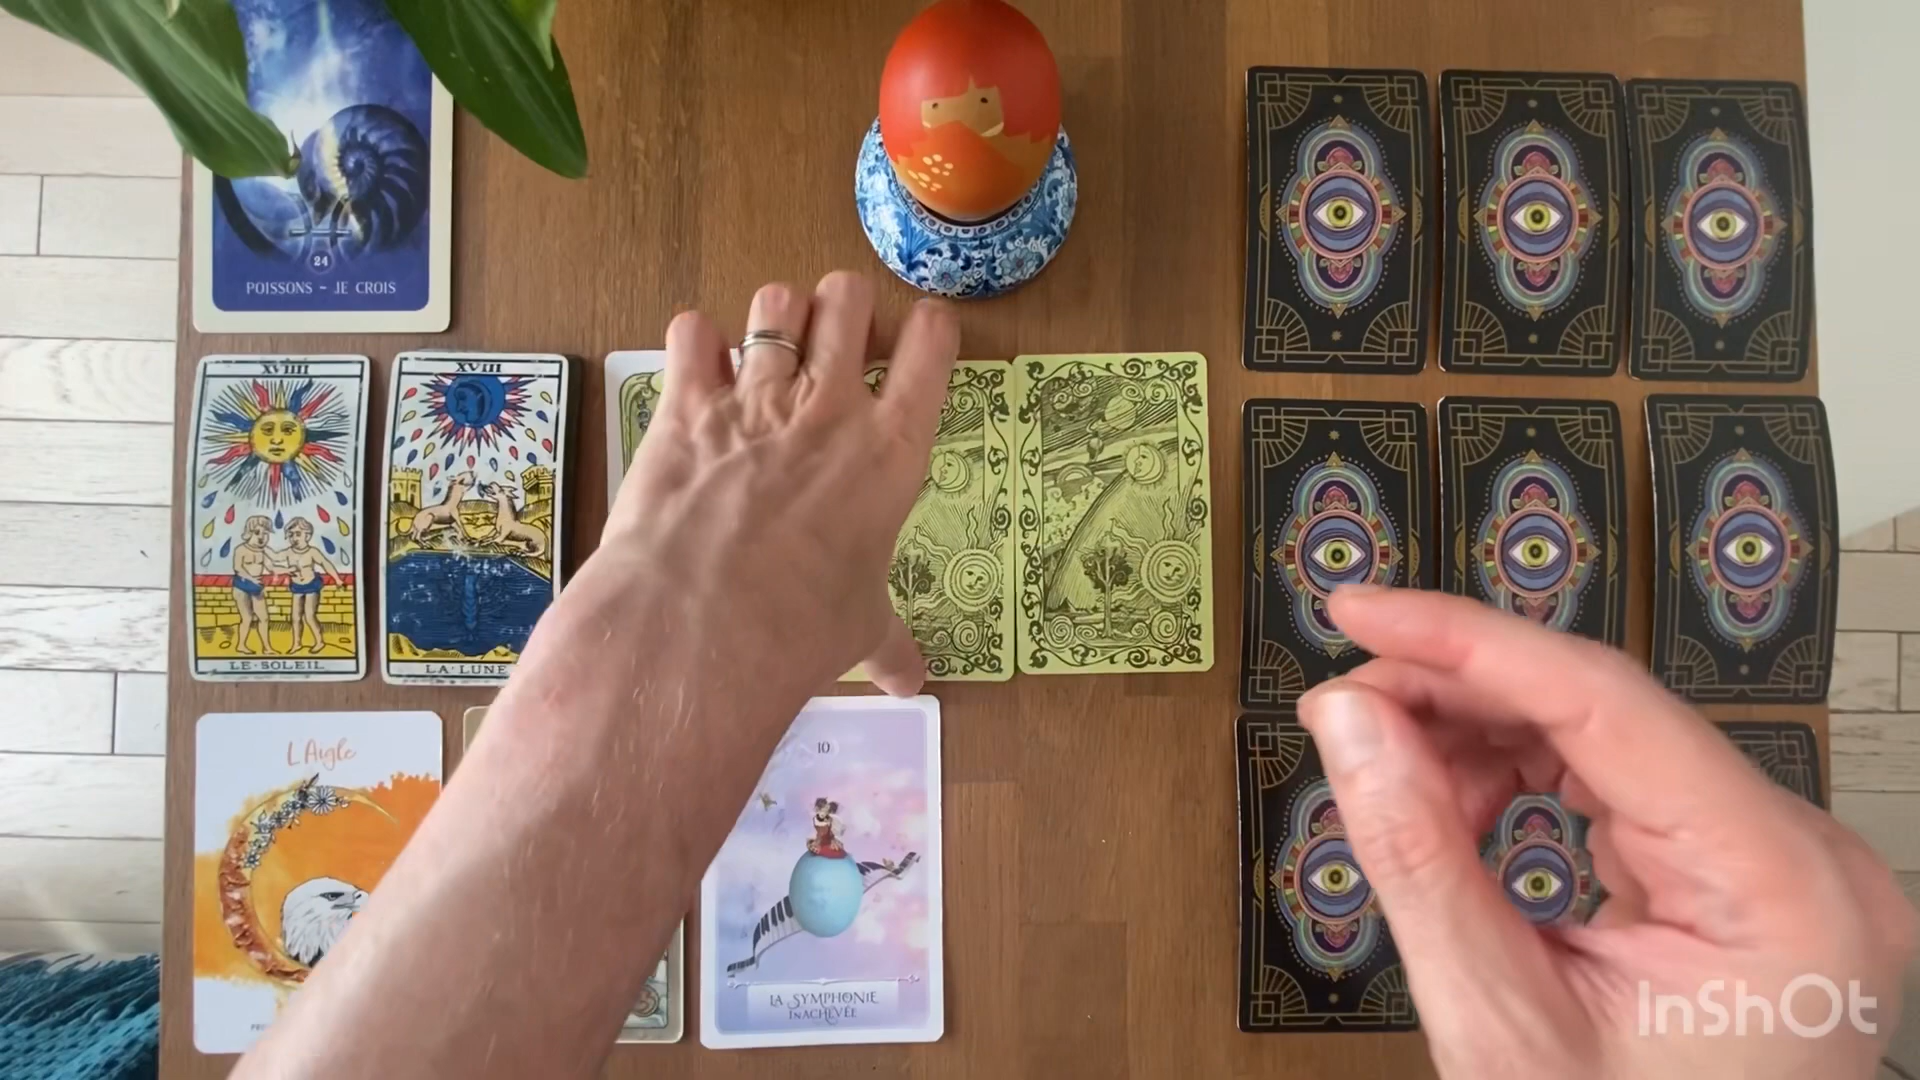 24
POISSONS ~ JE CROIS
XVIIII
XVIII
LE·SOLEIL
LA·LUNE
L'Aigle
10
LA SYMPHONIE
INACHEVÉE
InShOt